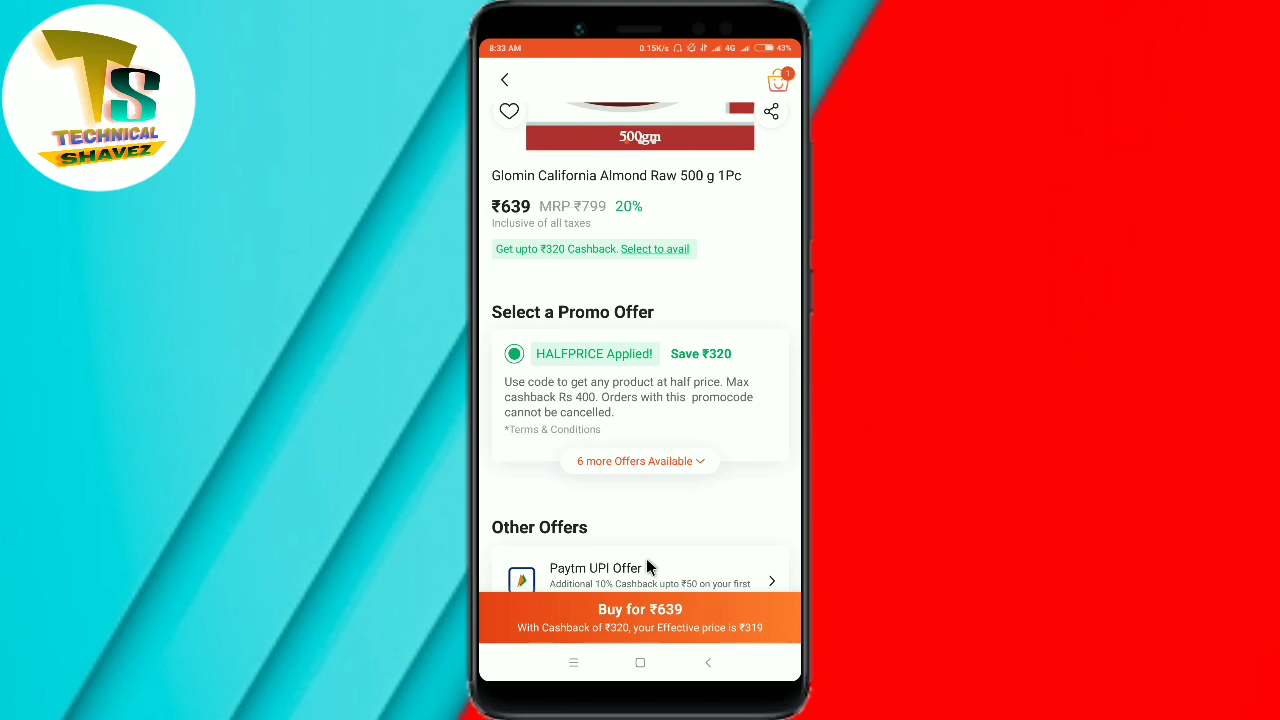 TS
TECHNICAL
SHAVEZ
8:33 AM
0.15K/s
4G
43%
1
500gm
Glomin California Almond Raw 500 g 1Pc
₹639 MRP ₹799 20%
Inclusive of all taxes
Get upto ₹320 Cashback. Select to avail
Select a Promo Offer
HALFPRICE Applied! Save ₹320
Use code to get any product at half price. Max
cashback Rs 400. Orders with this promocode
cannot be cancelled.
*Terms & Conditions
6 more Offers Available
Other Offers
Paytm UPI Offer
Additional 10% Cashback upto ₹50 on your first
Buy for ₹639
With Cashback of ₹320, your Effective price is ₹319